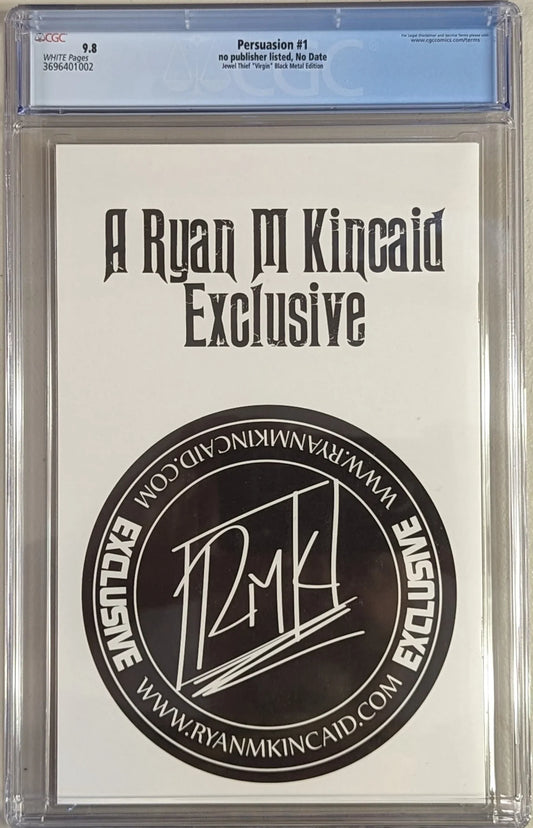 CGC
9.8
WHITE Pages
3696401002
Persuasion #1
no publisher listed, No Date
Jewel Thief "Virgin" Black Metal Edition
For Legal Disclaimer and Service Terms please visit:
www.cgccomics.com/terms
CGC
A Ryan M Kincaid
Exclusive
WWW.RYANMKINCAID.COM
EXCLUSIVE
RMK
EXCLUSIVE
WWW.RYANMKINCAID.COM